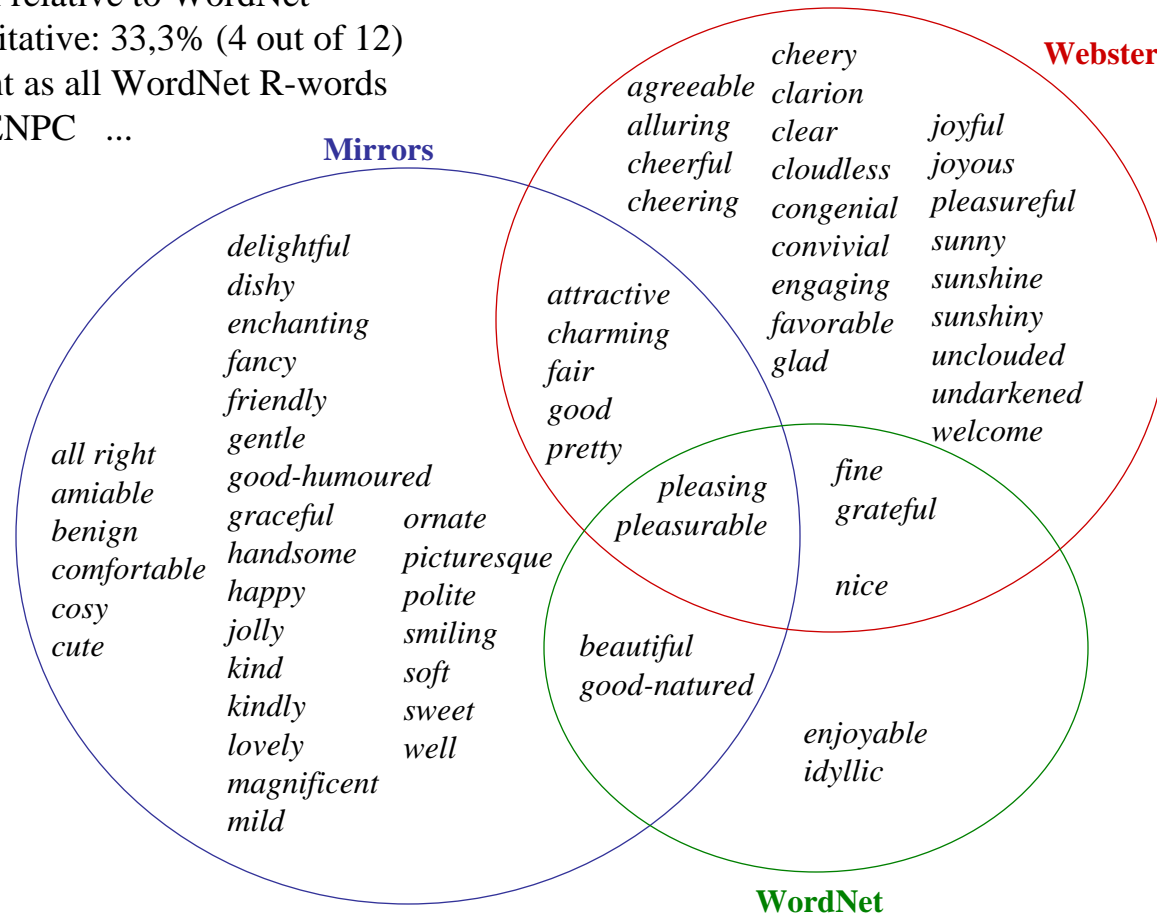 relative to WordNet
itative: 33,3% (4 out of 12)
as all WordNet R-words
ENPC ...
Mirrors
Webster
agreeable
alluring
cheerful
cheering
cheery
clarion
clear
cloudless
congenial
convivial
engaging
favorable
glad
joyful
joyous
pleasureful
sunny
sunshine
sunshiny
unclouded
undarkened
welcome
attractive
charming
fair
good
pretty
delightful
dishy
enchanting
fancy
friendly
gentle
good-humoured
graceful
handsome
happy
jolly
kind
kindly
lovely
magnificent
mild
all right
amiable
benign
comfortable
cosy
cute
ornate
picturesque
polite
smiling
soft
sweet
well
pleasing
pleasurable
fine
grateful
nice
beautiful
good-natured
enjoyable
idyllic
WordNet